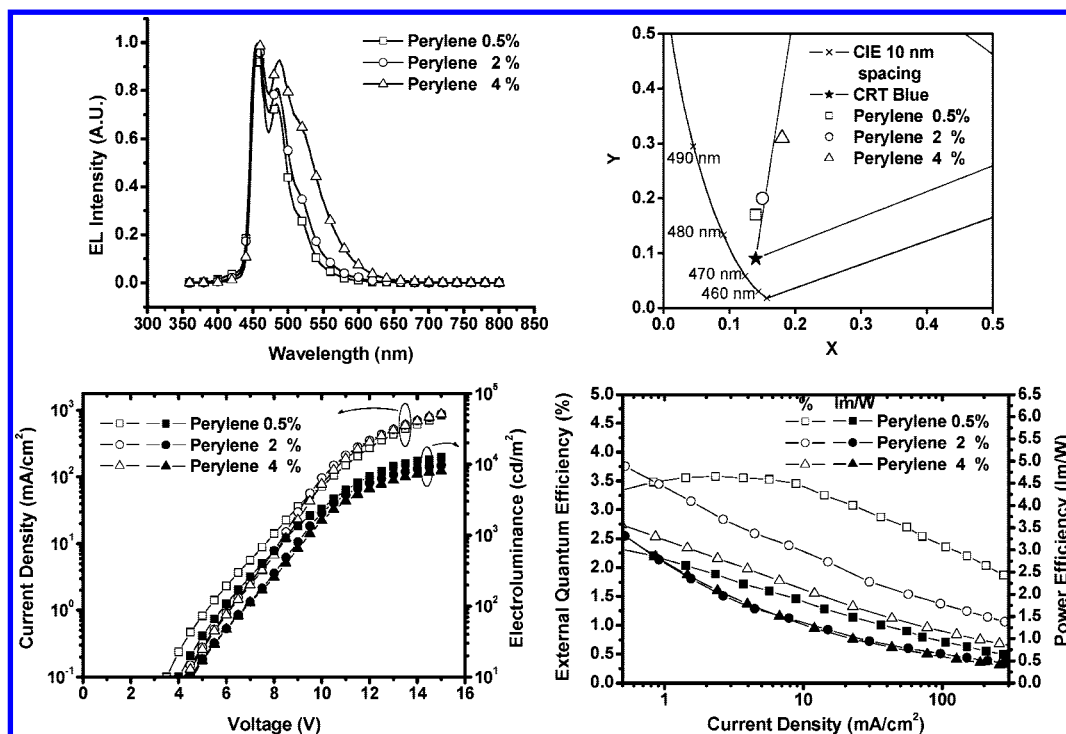 EL Intensity (A.U.)
1.0
0.8
0.6
0.4
0.2
0.0
Perylene 0.5%
Perylene 2 %
Perylene 4 %
300 350 400 450 500 550 600 650 700 750 800 850
Wavelength (nm)
Y
0.5
0.4
0.3
0.2
0.1
0.0
CIE 10 nm
spacing
CRT Blue
Perylene 0.5%
Perylene 2 %
Perylene 4 %
490 nm
480 nm
470 nm
460 nm
0.0 0.1 0.2 0.3 0.4 0.5
X
Current Density (mA/cm²)
10³
10²
10¹
10⁰
10⁻¹
Perylene 0.5%
Perylene 2 %
Perylene 4 %
10⁵
10⁴
10³
10²
10¹
Electroluminance (cd/m²)
0 2 4 6 8 10 12 14 16
Voltage (V)
External Quantum Efficiency (%)
5.0
4.5
4.0
3.5
3.0
2.5
2.0
1.5
1.0
0.5
0.0
% lm/W
Perylene 0.5%
Perylene 2 %
Perylene 4 %
6.5
6.0
5.5
5.0
4.5
4.0
3.5
3.0
2.5
2.0
1.5
1.0
0.5
0.0
Power Efficiency (lm/W)
1 10 100
Current Density (mA/cm²)